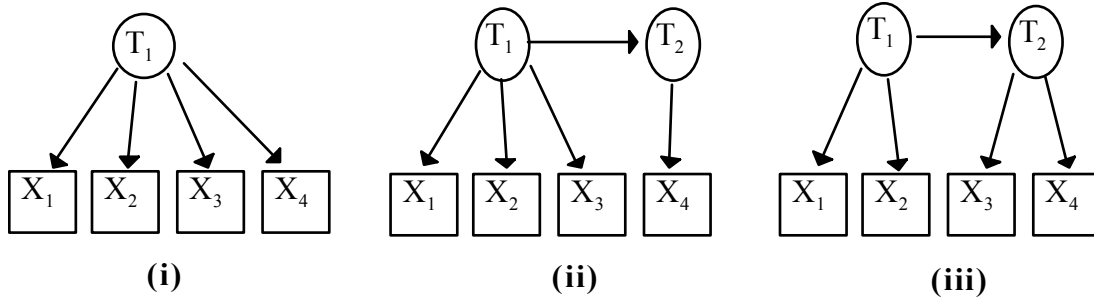 T₁ T₁ T₂ T₁ T₂
X₁ X₂ X₃ X₄ X₁ X₂ X₃ X₄ X₁ X₂ X₃ X₄
(i) (ii) (iii)